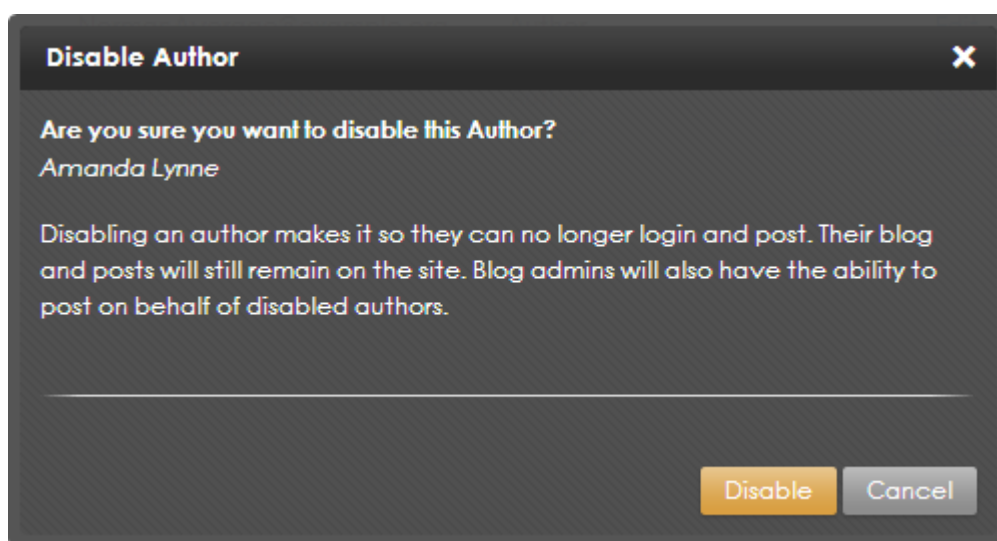 Disable Author
Are you sure you want to disable this Author?
Amanda Lynne
Disabling an author makes it so they can no longer login and post. Their blog
and posts will still remain on the site. Blog admins will also have the ability to
post on behalf of disabled authors.
Disable Cancel